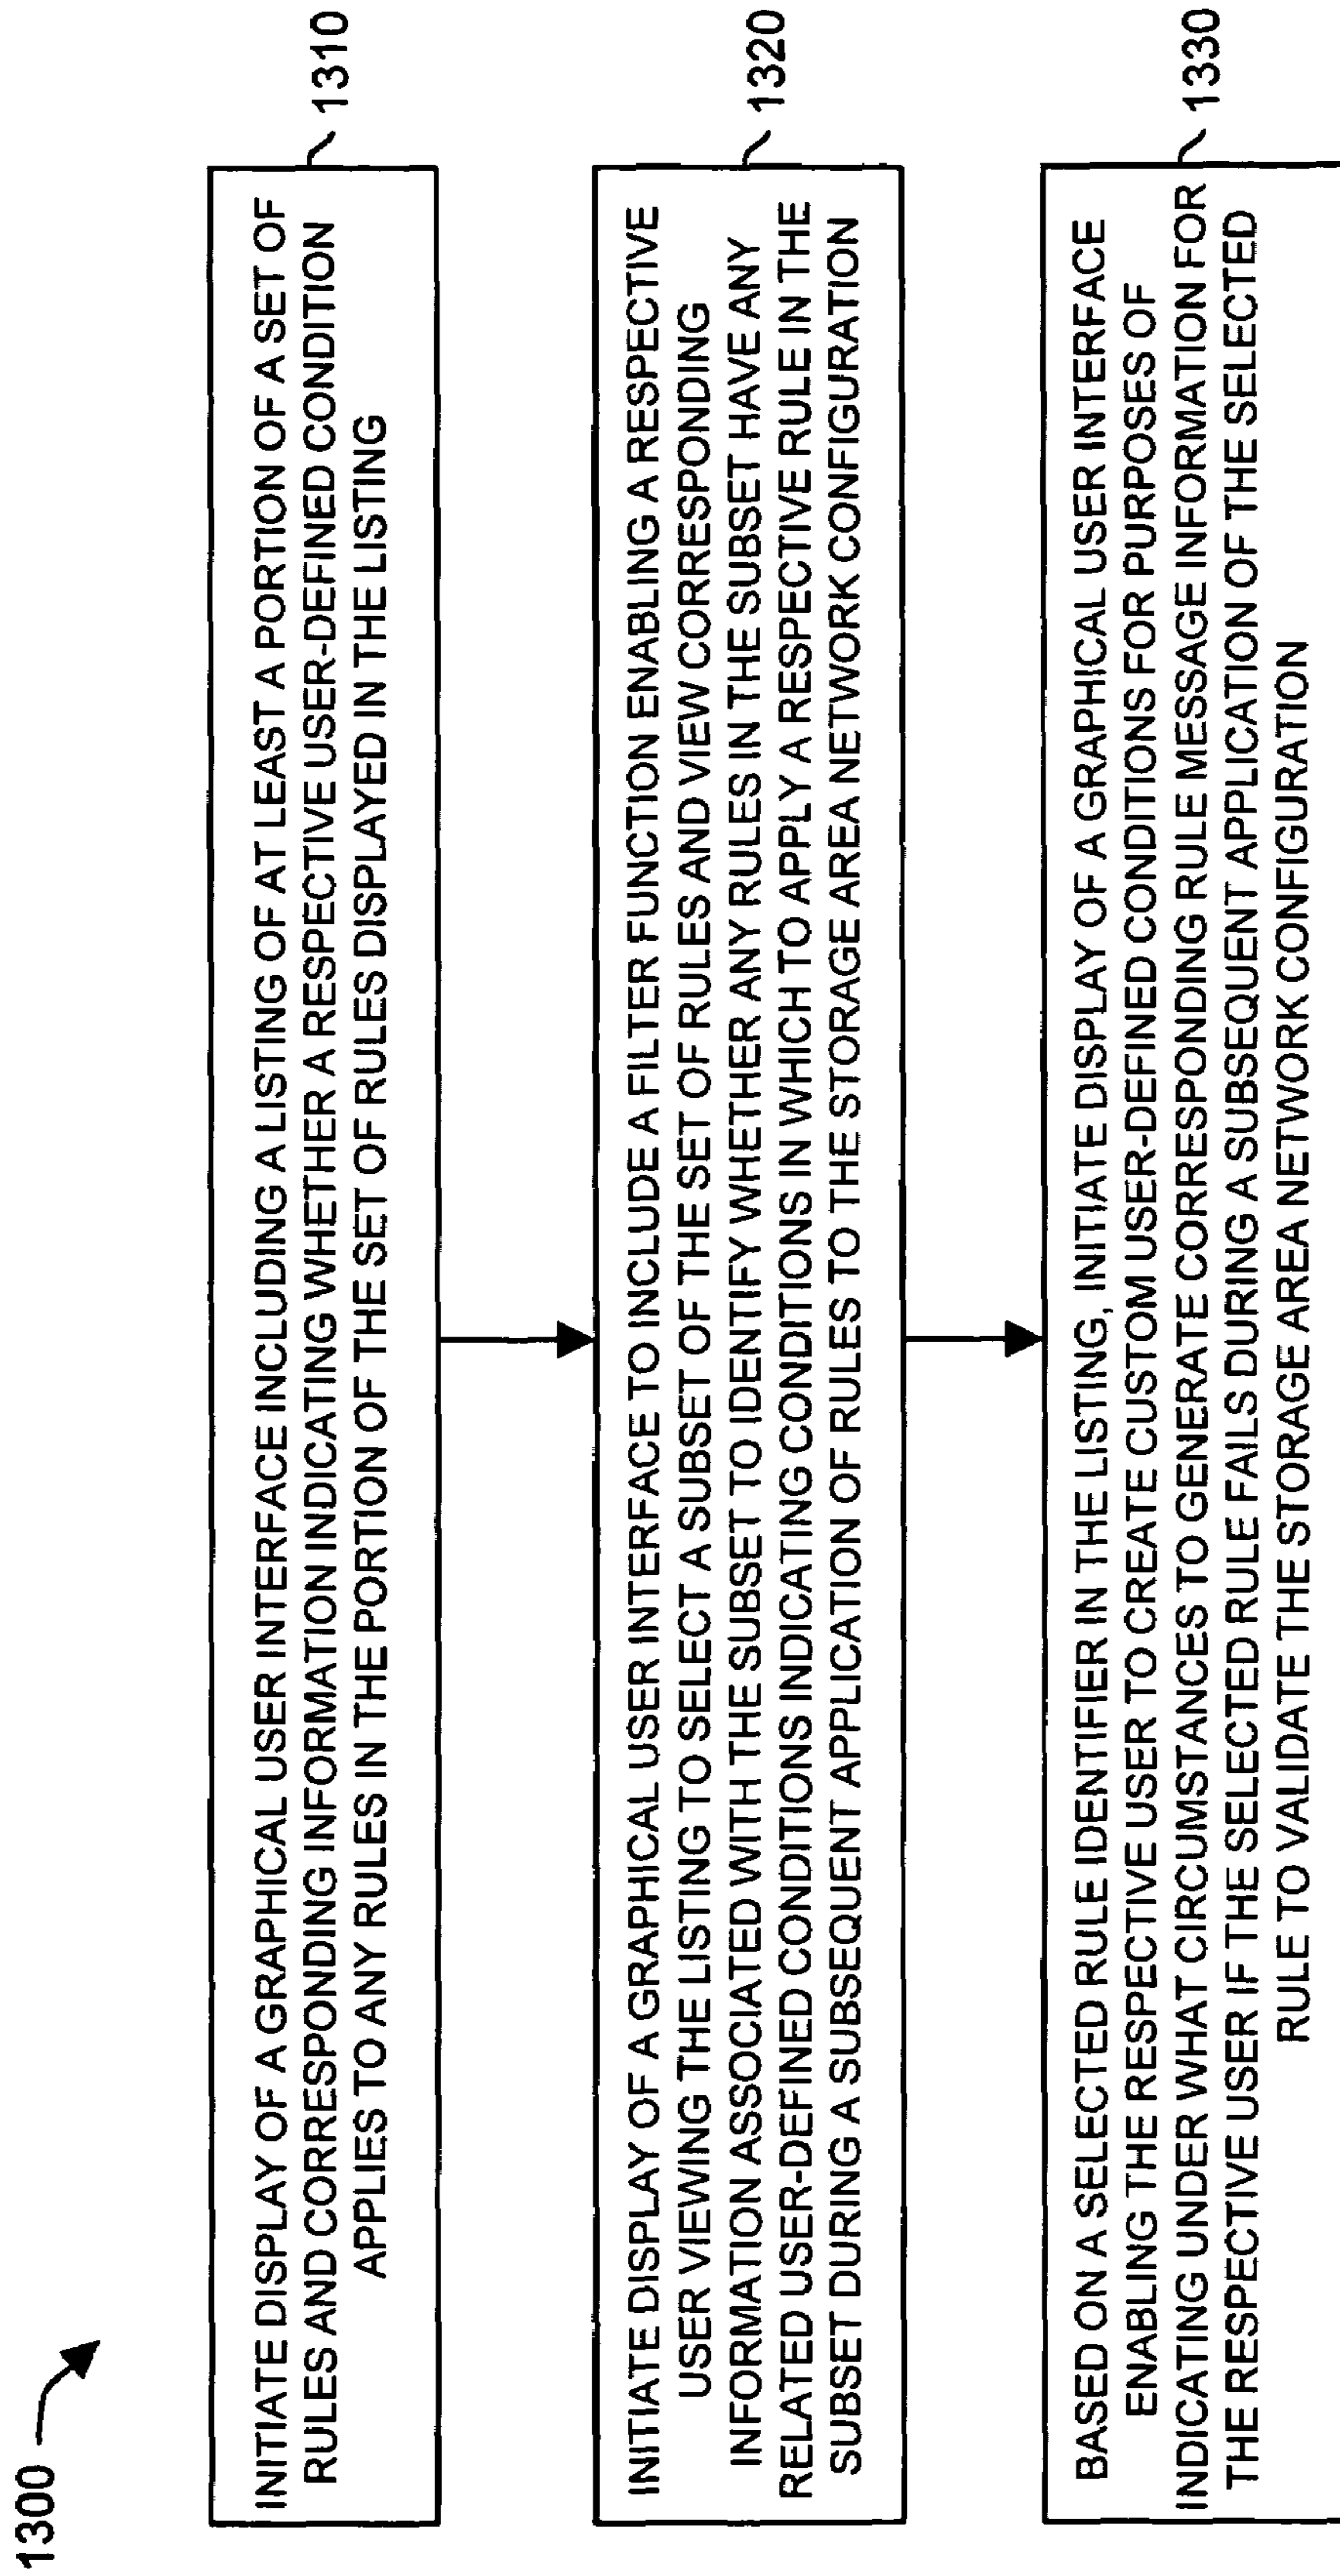 1300
INITIATE DISPLAY OF A GRAPHICAL USER INTERFACE INCLUDING A LISTING OF AT LEAST A PORTION OF A SET OF
RULES AND CORRESPONDING INFORMATION INDICATING WHETHER A RESPECTIVE USER-DEFINED CONDITION
APPLIES TO ANY RULES IN THE PORTION OF THE SET OF RULES DISPLAYED IN THE LISTING
1310
INITIATE DISPLAY OF A GRAPHICAL USER INTERFACE TO INCLUDE A FILTER FUNCTION ENABLING A RESPECTIVE
USER VIEWING THE LISTING TO SELECT A SUBSET OF THE SET OF RULES AND VIEW CORRESPONDING
INFORMATION ASSOCIATED WITH THE SUBSET TO IDENTIFY WHETHER ANY RULES IN THE SUBSET HAVE ANY
RELATED USER-DEFINED CONDITIONS INDICATING CONDITIONS IN WHICH TO APPLY A RESPECTIVE RULE IN THE
SUBSET DURING A SUBSEQUENT APPLICATION OF RULES TO THE STORAGE AREA NETWORK CONFIGURATION
1320
BASED ON A SELECTED RULE IDENTIFIER IN THE LISTING, INITIATE DISPLAY OF A GRAPHICAL USER INTERFACE
ENABLING THE RESPECTIVE USER TO CREATE CUSTOM USER-DEFINED CONDITIONS FOR PURPOSES OF
INDICATING UNDER WHAT CIRCUMSTANCES TO GENERATE CORRESPONDING RULE MESSAGE INFORMATION FOR
THE RESPECTIVE USER IF THE SELECTED RULE FAILS DURING A SUBSEQUENT APPLICATION OF THE SELECTED
RULE TO VALIDATE THE STORAGE AREA NETWORK CONFIGURATION
1330